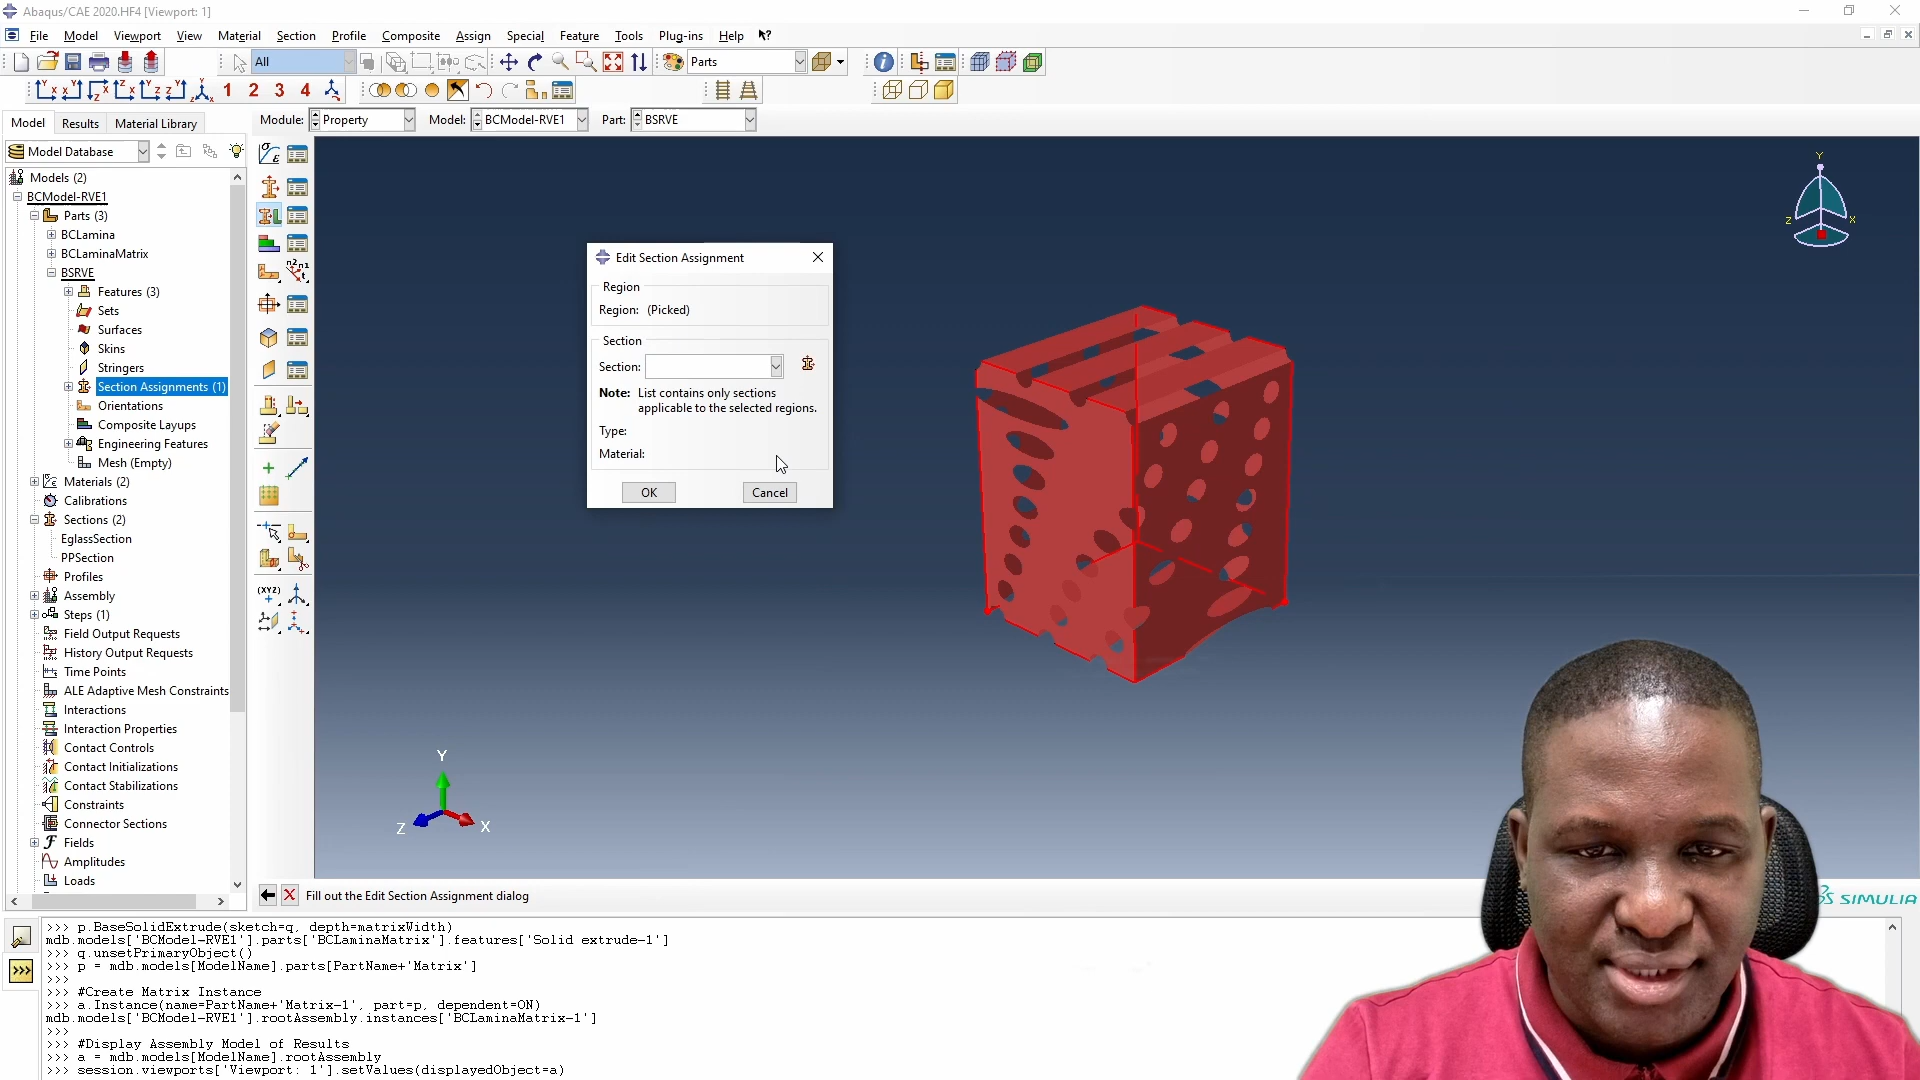 Abaqus/CAE 2020.HF4 [Viewport: 1]
File Model Viewport View Material Section Profile Composite Assign Special Feature Tools Plug-ins Help
All
Parts
1 2 3 4
Model Results Material Library
Module: Property Model: BCModel-RVE1 Part: BSRVE
Model Database
Models (2)
BCModel-RVE1
Parts (3)
BCLamina
BCLaminaMatrix
BSRVE
Features (3)
Sets
Surfaces
Skins
Stringers
Section Assignments (1)
Orientations
Composite Layups
Engineering Features
Mesh (Empty)
Materials (2)
Calibrations
Sections (2)
EglassSection
PPSection
Profiles
Assembly
Steps (1)
Field Output Requests
History Output Requests
Time Points
ALE Adaptive Mesh Constraints
Interactions
Interaction Properties
Contact Controls
Contact Initializations
Contact Stabilizations
Constraints
Connector Sections
Fields
Amplitudes
Loads
(XYZ)
Edit Section Assignment
Region
Region: (Picked)
Section
Section:
Note: List contains only sections
applicable to the selected regions.
Type:
Material:
OK Cancel
Y
Z X
Y
Z X
Fill out the Edit Section Assignment dialog
SIMULIA
>>> p.BaseSolidExtrude(sketch=q, depth=matrixWidth)
mdb.models['BCModel-RVE1'].parts['BCLaminaMatrix'].features['Solid extrude-1']
>>> q.unsetPrimaryObject()
>>> p = mdb.models[ModelName].parts[PartName+'Matrix']
>>>
>>> #Create Matrix Instance
>>> a.Instance(name=PartName+'Matrix-1', part=p, dependent=ON)
mdb.models['BCModel-RVE1'].rootAssembly.instances['BCLaminaMatrix-1']
>>>
>>> #Display Assembly Model of Results
>>> a = mdb.models[ModelName].rootAssembly
>>> session.viewports['Viewport: 1'].setValues(displayedObject=a)